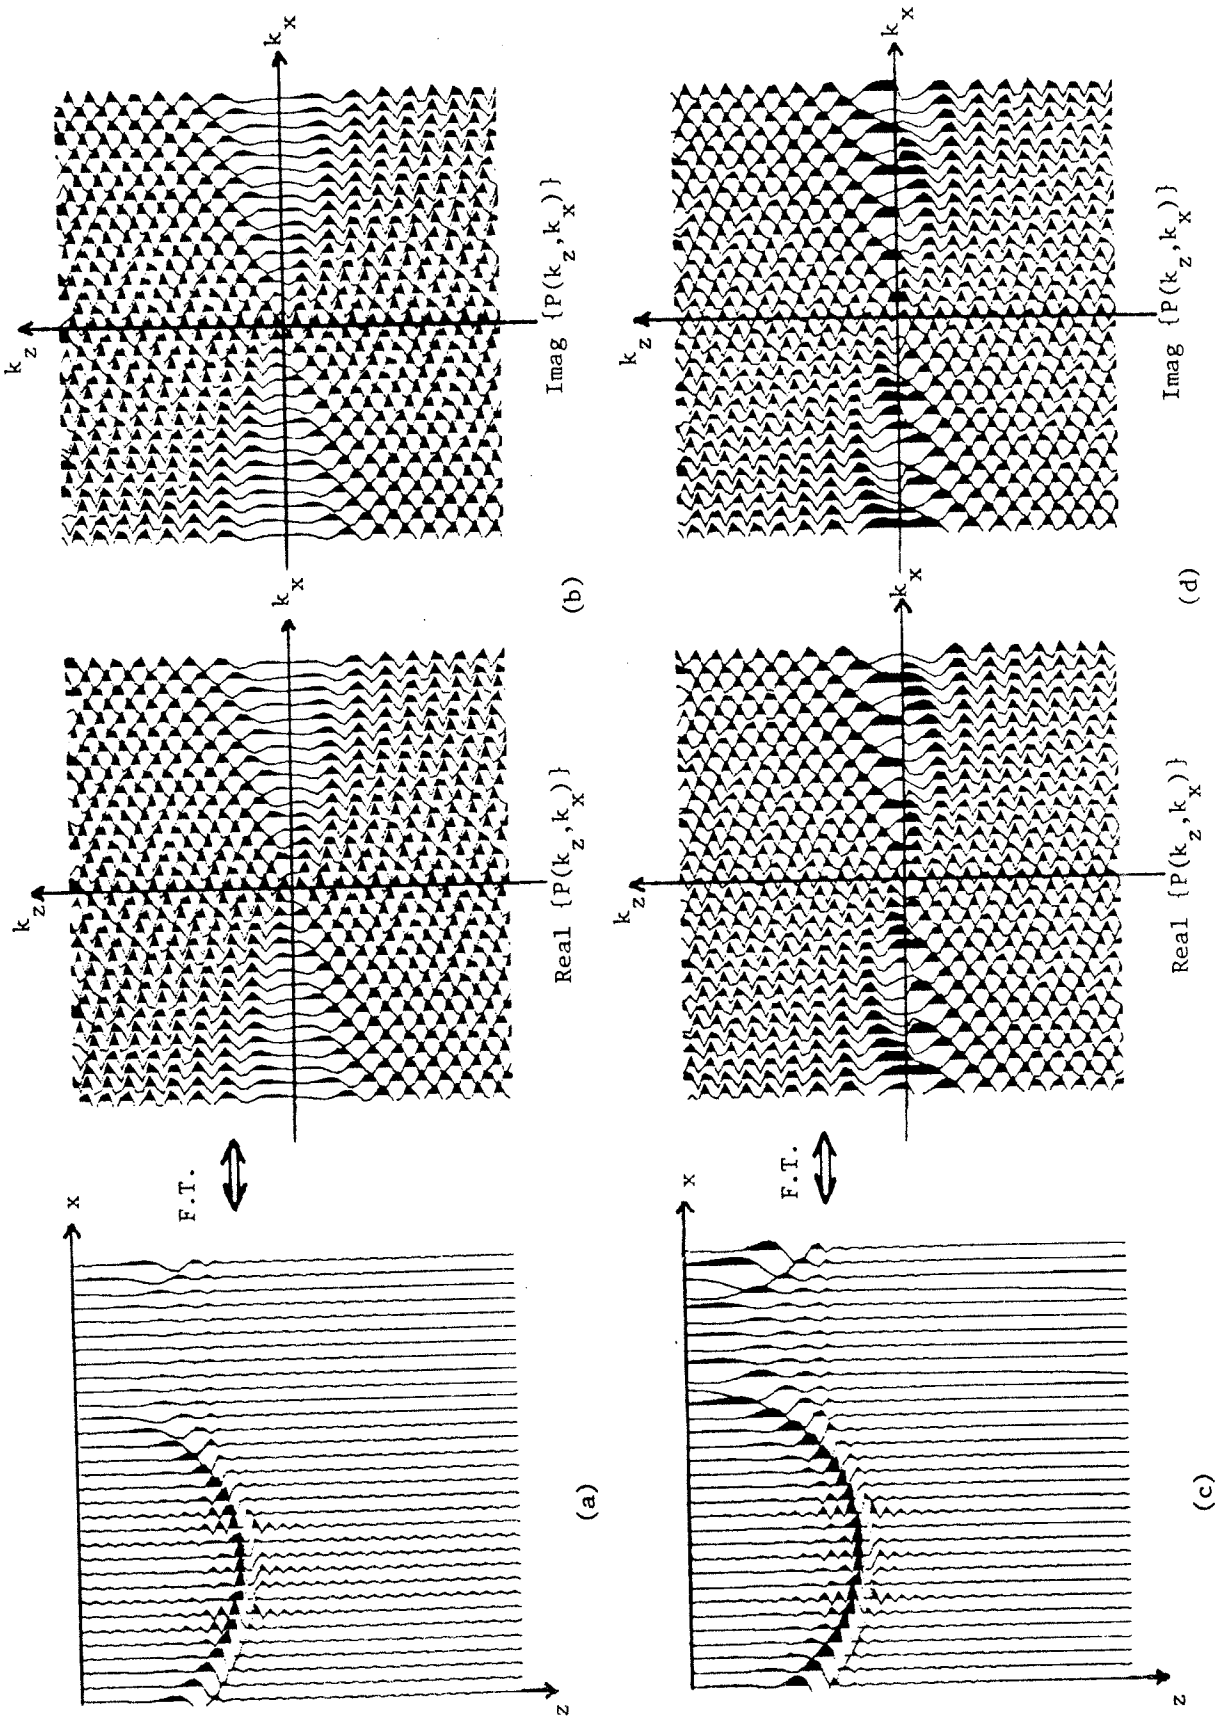 x
z
(a)
F.T.
k_z
k_x
Real {P(k_z,k_x)}
k_z
k_x
Imag {P(k_z,k_x)}
(b)
x
z
(c)
F.T.
k_z
k_x
Real {P(k_z,k_x)}
k_z
k_x
Imag {P(k_z,k_x)}
(d)